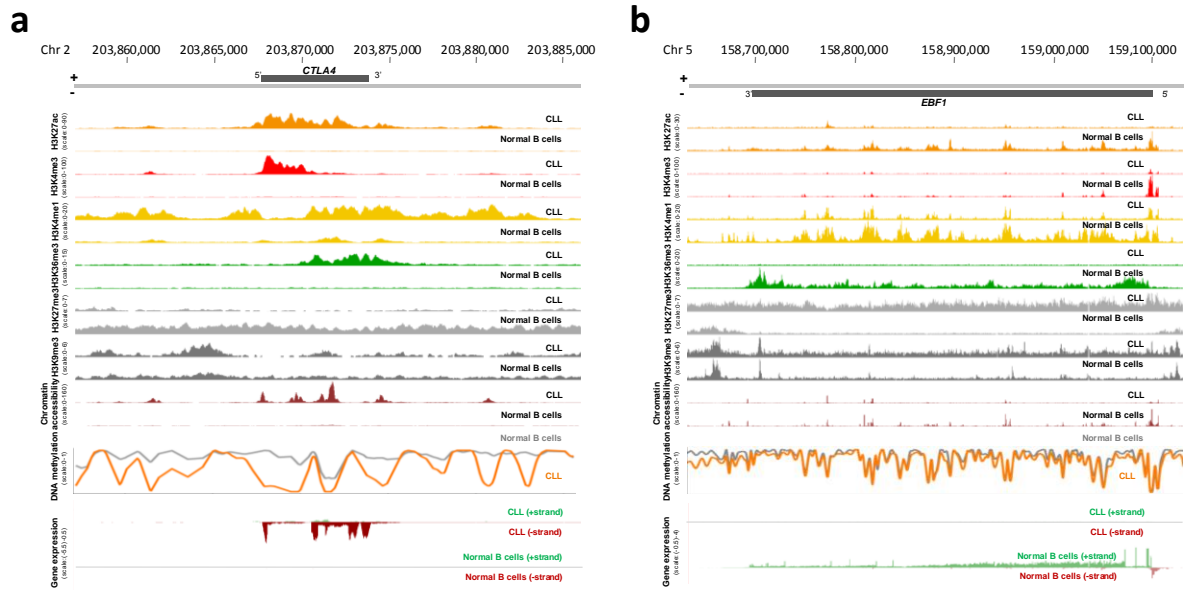 a
Chr 2 203,860,000 203,865,000 203,870,000 203,875,000 203,880,000 203,885,000
CTLA4
+
5' 3'
-
H3K27ac
(scale:0-90)
CLL
Normal B cells
H3K4me3
(scale:0-100)
CLL
Normal B cells
H3K4me1
(scale:0-20)
CLL
Normal B cells
H3K36me3
(scale:0-15)
CLL
Normal B cells
H3K27me3
(scale:0-7)
CLL
Normal B cells
H3K9me3
(scale:0-6)
CLL
Normal B cells
Chromatin
accessibility
(scale:0-160)
CLL
Normal B cells
DNA methylation
(scale:0-1)
Normal B cells
CLL
Gene expression
CLL (+strand)
CLL (-strand)
Normal B cells (+strand)
Normal B cells (-strand)
b
Chr 5 158,700,000 158,800,000 158,900,000 159,000,000 159,100,000
+
-
3' 5'
EBF1
H3K27ac
(scale:0-30)
CLL
Normal B cells
H3K4me3
(scale:0-100)
CLL
Normal B cells
H3K4me1
(scale:0-20)
CLL
Normal B cells
H3K36me3
(scale:0-20)
CLL
Normal B cells
H3K27me3
(scale:0-7)
CLL
Normal B cells
H3K9me3
(scale:0-6)
CLL
Normal B cells
Chromatin
accessibility
(scale:0-160)
CLL
Normal B cells
DNA methylation
(scale:0-1)
Normal B cells
CLL
Gene expression
CLL (+strand)
CLL (-strand)
Normal B cells (+strand)
Normal B cells (-strand)